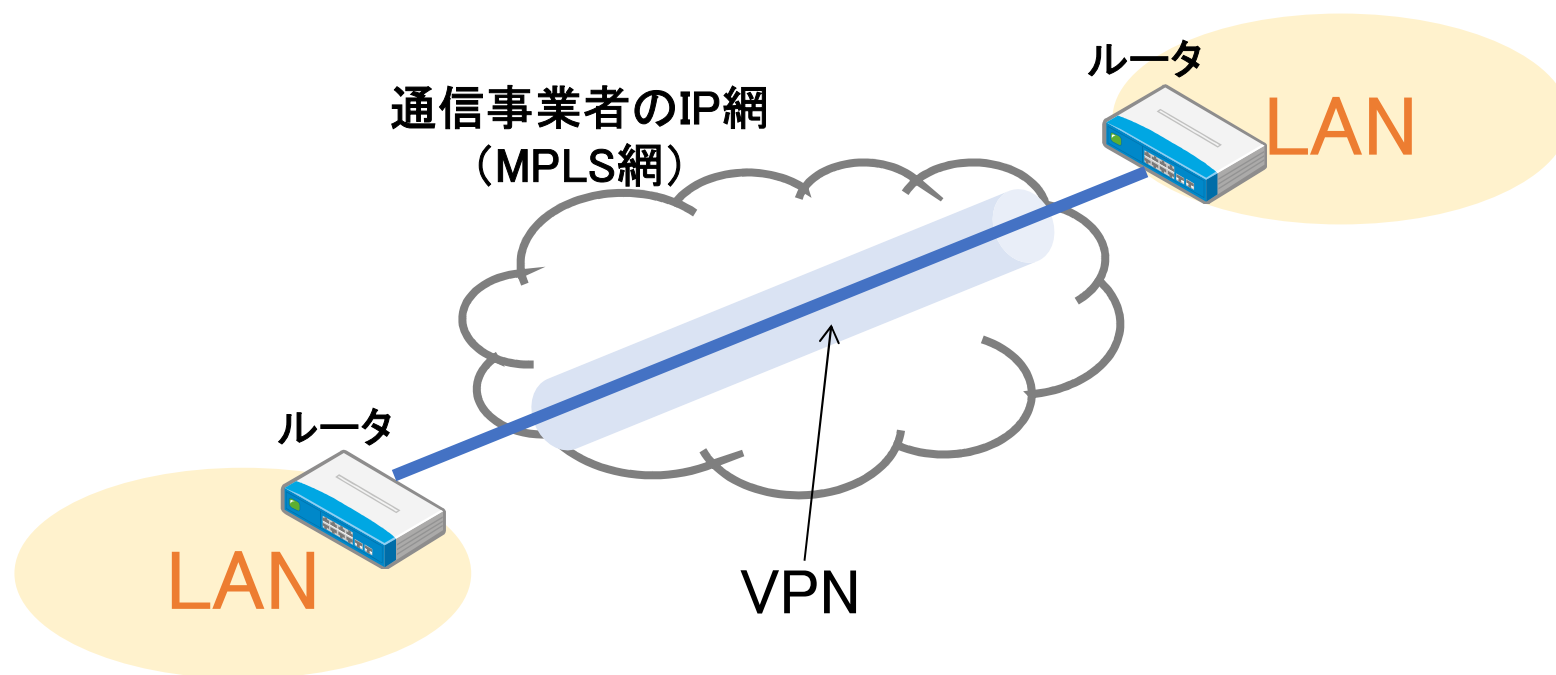 ルータ
LAN
通信事業者のIP網
（MPLS網）
ルータ
LAN
VPN